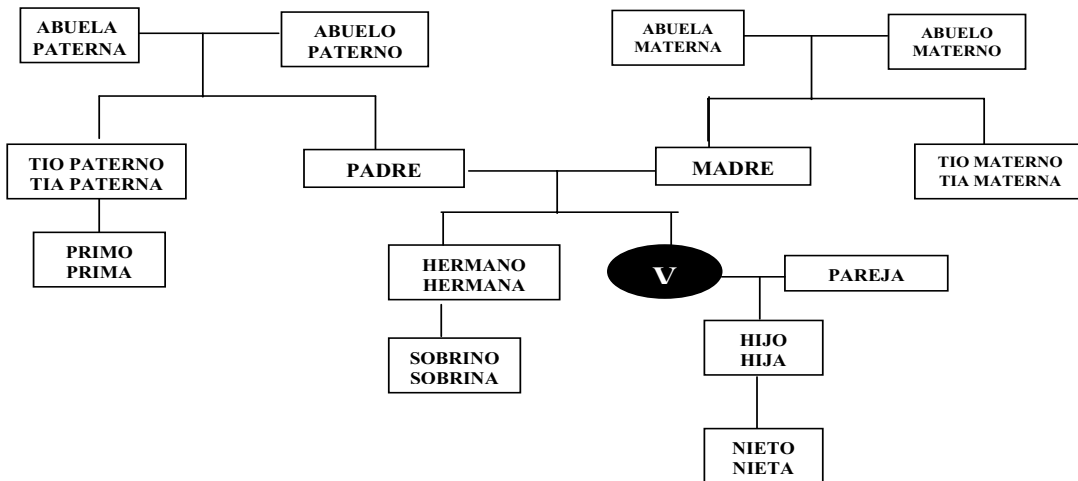 ABUELA
PATERNA
ABUELO
PATERNO
ABUELA
MATERNA
ABUELO
MATERNO
TIO PATERNO
TIA PATERNA
PADRE
MADRE
TIO MATERNO
TIA MATERNA
PRIMO
PRIMA
HERMANO
HERMANA
V
PAREJA
SOBRINO
SOBRINA
HIJO
HIJA
NIETO
NIETA